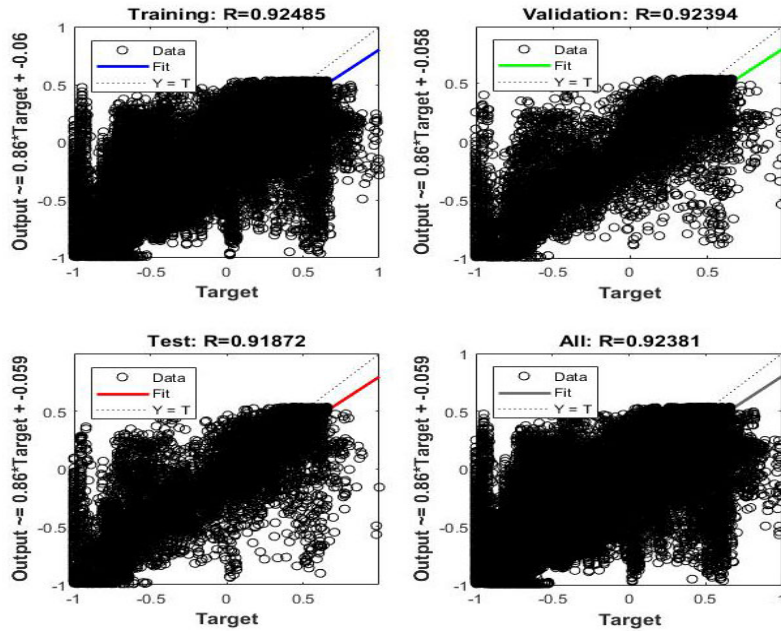 Training: R=0.92485
Output ~= 0.86*Target + -0.06
1
0.5
0
-0.5
-1
Data
Fit
Y = T
-1
-0.5
0
0.5
1
Target
Validation: R=0.92394
Output ~= 0.86*Target + -0.058
1
0.5
0
-0.5
-1
Data
Fit
Y = T
-1
-0.5
0
0.5
1
Target
Test: R=0.91872
Output ~= 0.86*Target + -0.059
1
0.5
0
-0.5
-1
Data
Fit
Y = T
-1
-0.5
0
0.5
1
Target
All: R=0.92381
Output ~= 0.86*Target + -0.059
1
0.5
0
-0.5
-1
Data
Fit
Y = T
-1
-0.5
0
0.5
1
Target